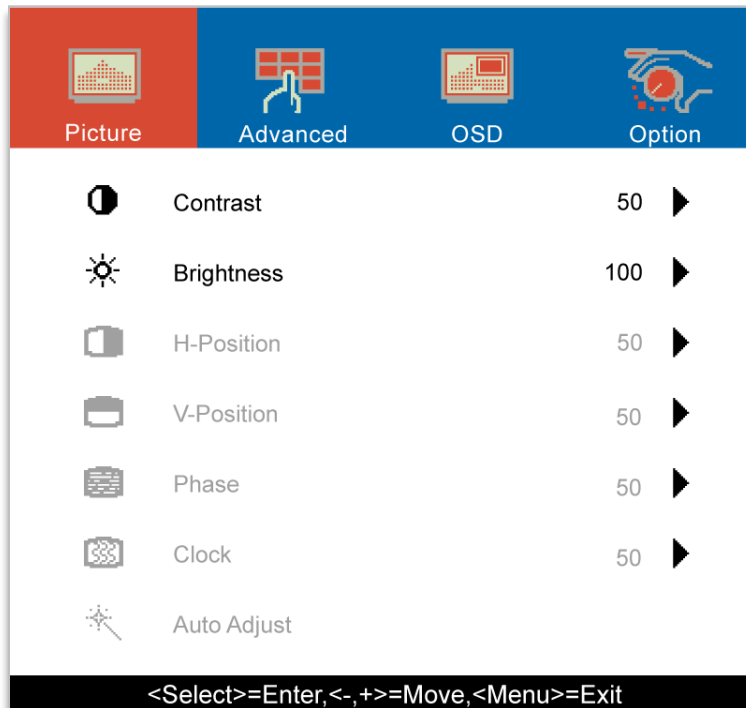 Picture Advanced OSD Option
Contrast 50
Brightness 100
H-Position 50
V-Position 50
Phase 50
Clock 50
Auto Adjust
<Select>=Enter,<-,+>=Move,<Menu>=Exit